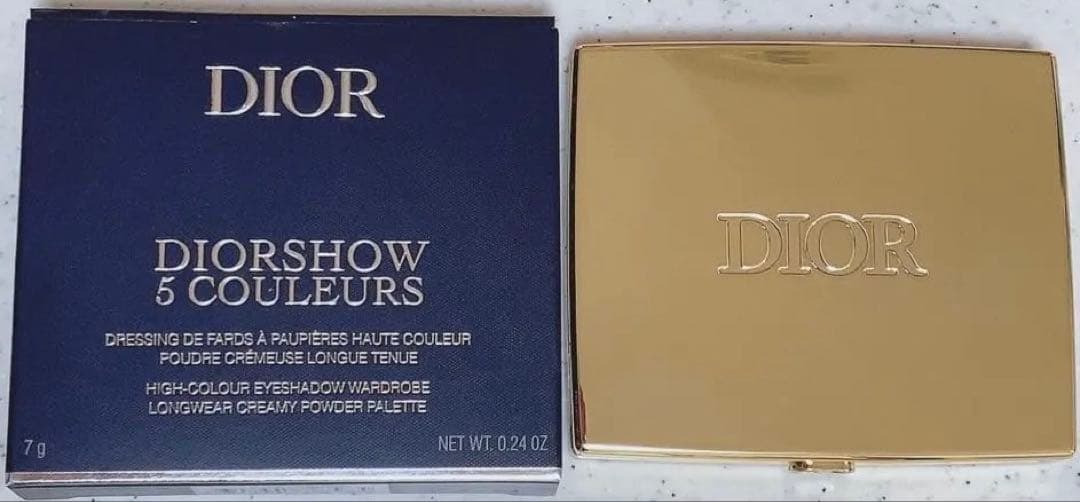 DIOR
DIORSHOW
5 COULEURS
DRESSING DE FARDS À PAUPIÈRES HAUTE COULEUR
POUDRE CRÉMEUSE LONGUE TENUE
HIGH-COLOUR EYESHADOW WARDROBE
LONGWEAR CREAMY POWDER PALETTE
7 g
NET WT. 0.24 OZ
DIOR